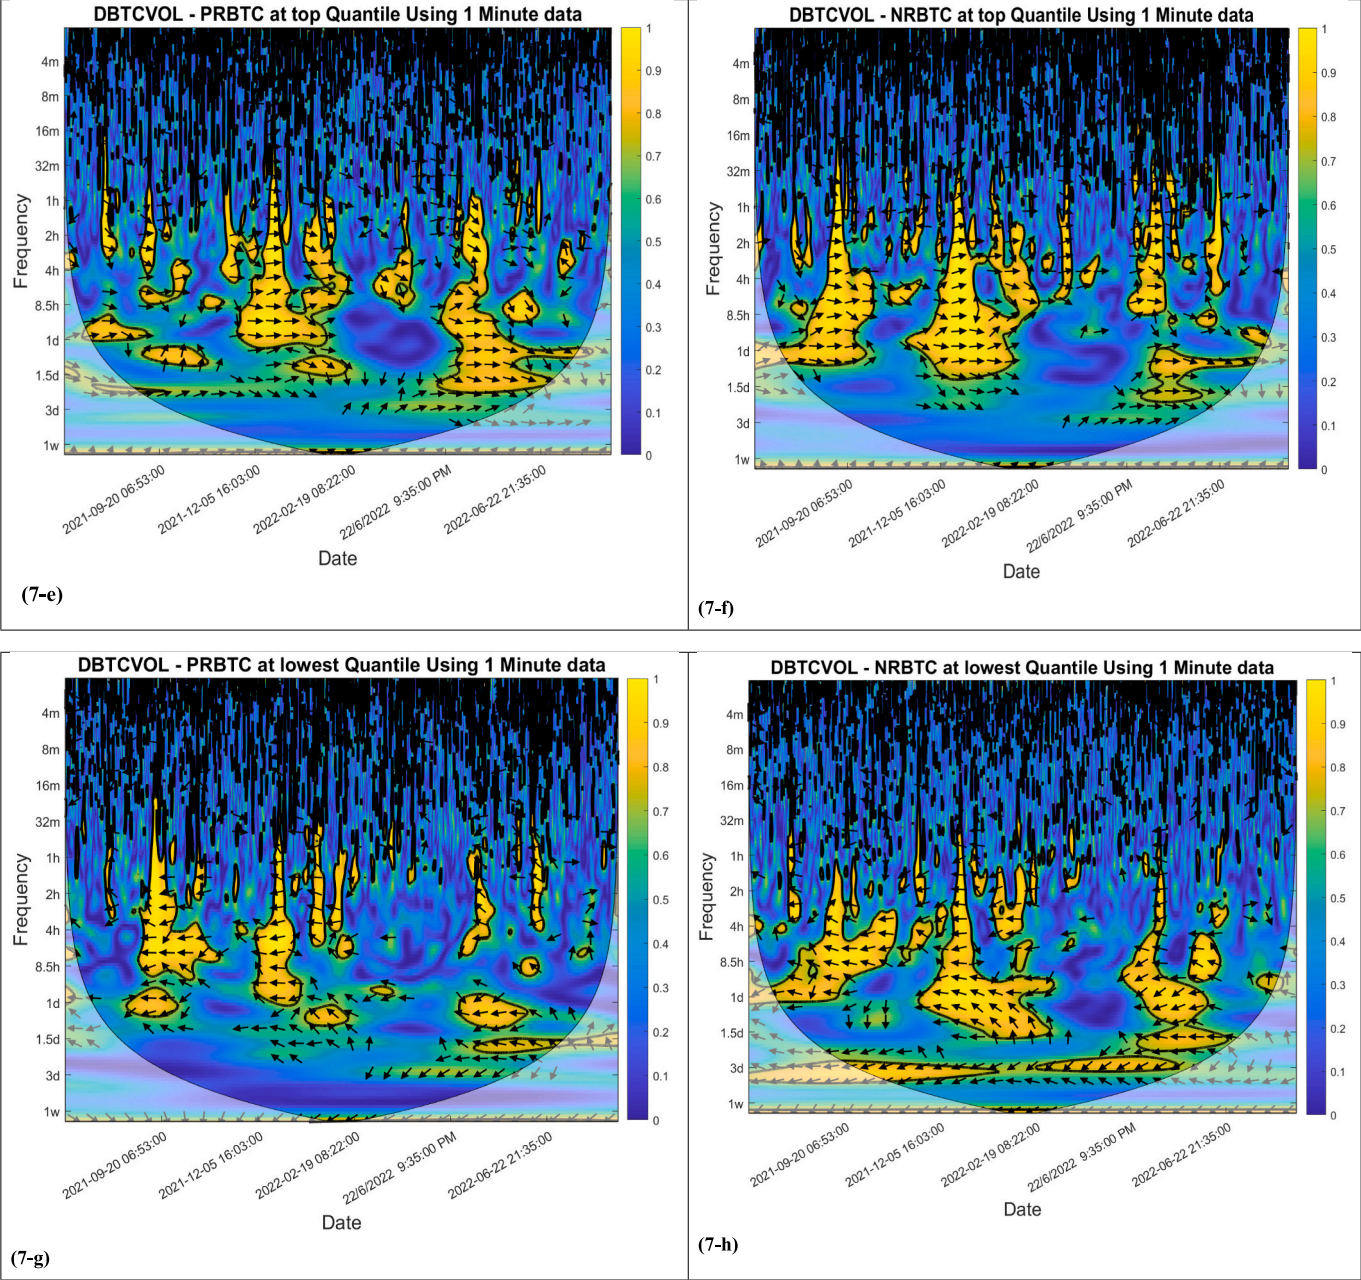 DBTCVOL - PRBTC at top Quantile Using 1 Minute data
Frequency
4m
8m
16m
32m
1h
2h
4h
8.5h
1d
1.5d
3d
1w
1
0.9
0.8
0.7
0.6
0.5
0.4
0.3
0.2
0.1
0
2021-09-20 06:53:00
2021-12-05 16:03:00
2022-02-19 08:22:00
22/6/2022 9:35:00 PM
2022-06-22 21:35:00
Date
(7-e)
DBTCVOL - NRBTC at top Quantile Using 1 Minute data
Frequency
4m
8m
16m
32m
1h
2h
4h
8.5h
1d
1.5d
3d
1w
1
0.9
0.8
0.7
0.6
0.5
0.4
0.3
0.2
0.1
0
2021-09-20 06:53:00
2021-12-05 16:03:00
2022-02-19 08:22:00
22/6/2022 9:35:00 PM
2022-06-22 21:35:00
Date
(7-f)
DBTCVOL - PRBTC at lowest Quantile Using 1 Minute data
Frequency
4m
8m
16m
32m
1h
2h
4h
8.5h
1d
1.5d
3d
1w
1
0.9
0.8
0.7
0.6
0.5
0.4
0.3
0.2
0.1
0
2021-09-20 06:53:00
2021-12-05 16:03:00
2022-02-19 08:22:00
22/6/2022 9:35:00 PM
2022-06-22 21:35:00
Date
(7-g)
DBTCVOL - NRBTC at lowest Quantile Using 1 Minute data
Frequency
4m
8m
16m
32m
1h
2h
4h
8.5h
1d
1.5d
3d
1w
1
0.9
0.8
0.7
0.6
0.5
0.4
0.3
0.2
0.1
0
2021-09-20 06:53:00
2021-12-05 16:03:00
2022-02-19 08:22:00
22/6/2022 9:35:00 PM
2022-06-22 21:35:00
Date
(7-h)